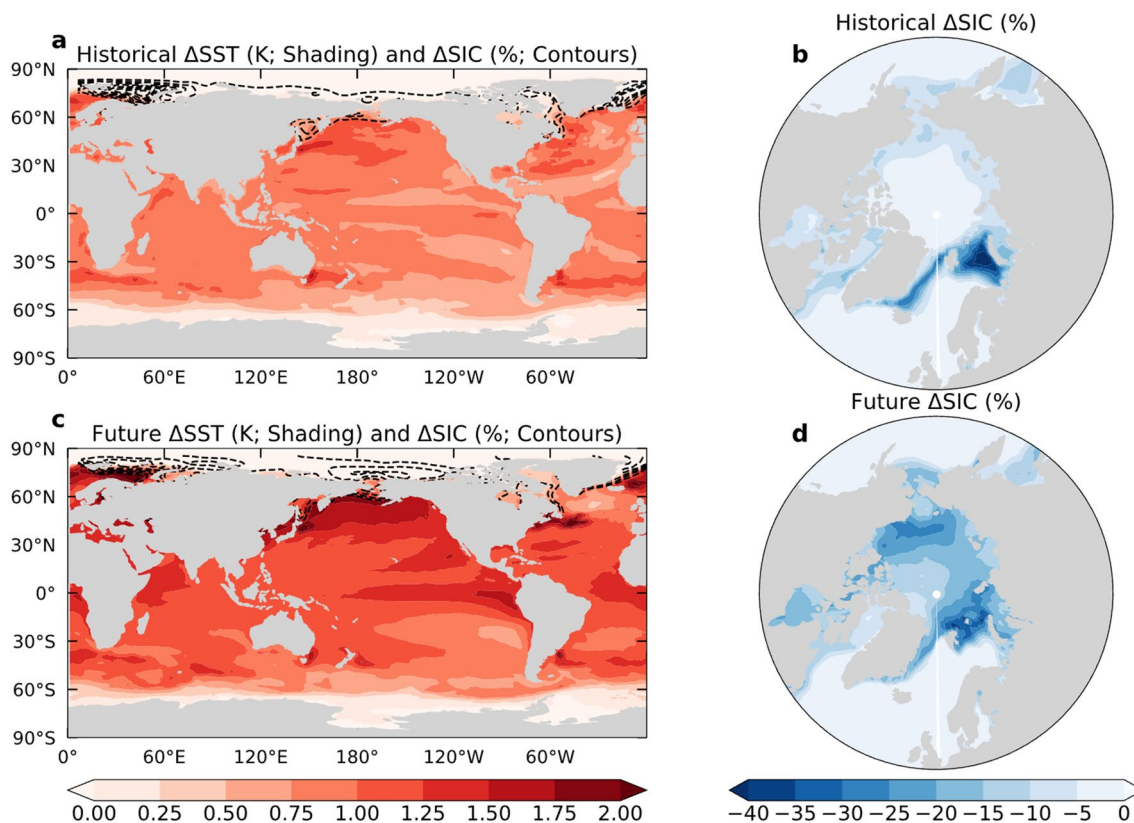 a
Historical ΔSST (K; Shading) and ΔSIC (%; Contours)
90°N
60°N
30°N
0°
30°S
60°S
90°S
0° 60°E 120°E 180° 120°W 60°W
b
Historical ΔSIC (%)
c
Future ΔSST (K; Shading) and ΔSIC (%; Contours)
90°N
60°N
30°N
0°
30°S
60°S
90°S
0° 60°E 120°E 180° 120°W 60°W
0.00 0.25 0.50 0.75 1.00 1.25 1.50 1.75 2.00
d
Future ΔSIC (%)
−40 −35 −30 −25 −20 −15 −10 −5 0